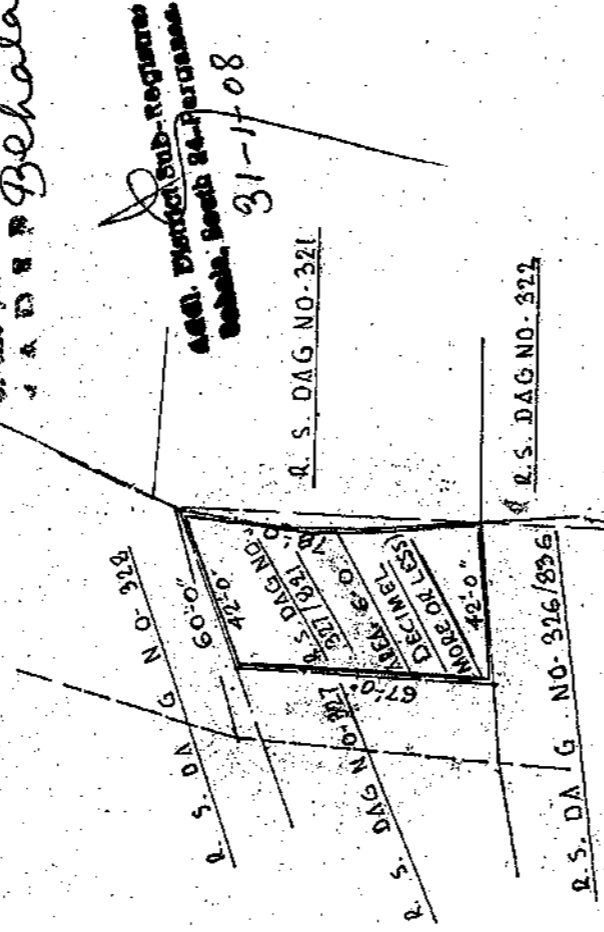 Behala
Addl. District Sub-Registrar
Behala, South 24 Parganas.
31-1-08
R. S. DAG NO- 321
R. S. DAG NO- 322
R. S. DAG NO- 328
60'-0"
42'-0"
R. S DAG NO.
327/831
78'-0"
AREA- 6-0
DECIMEL
(MORE OR LESS)
42'-0"
67'-0"
R. S. DAG NO-327
R. S. DAG NO- 326/836